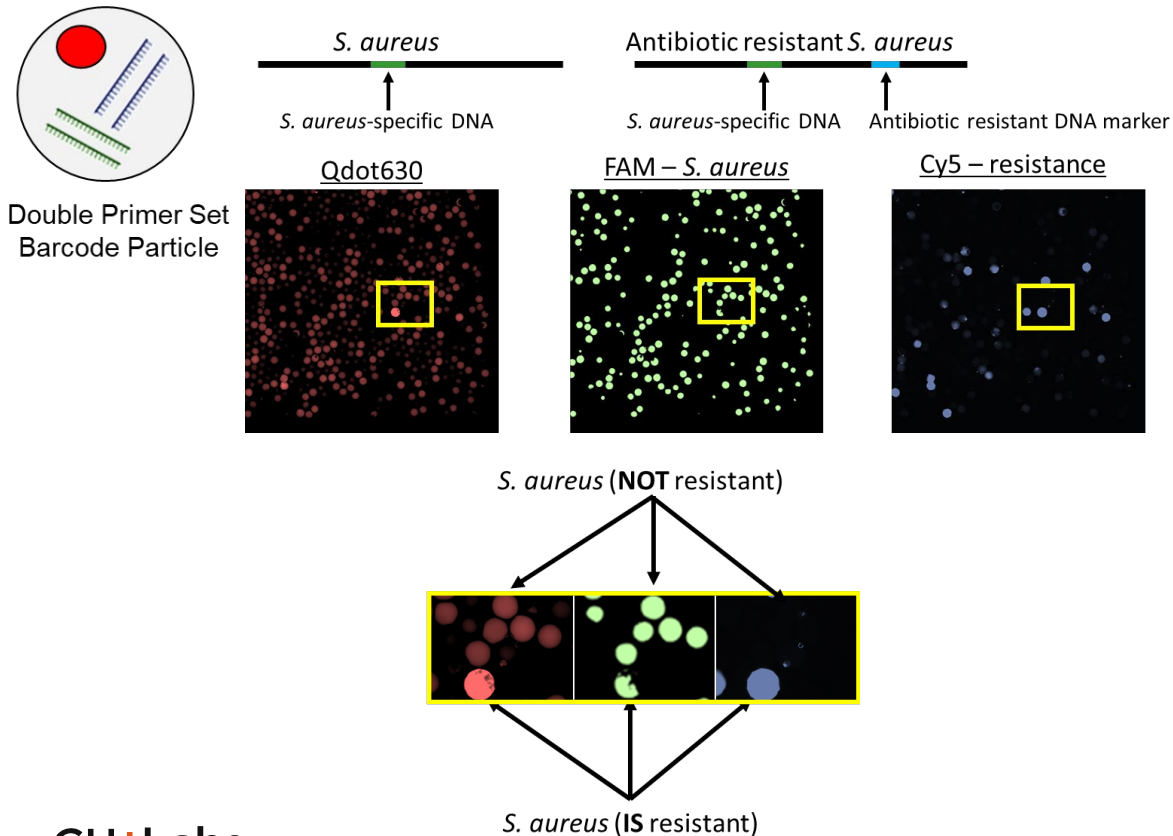 S. aureus
Antibiotic resistant S. aureus
S. aureus-specific DNA
S. aureus-specific DNA
Antibiotic resistant DNA marker
Double Primer Set
Barcode Particle
Qdot630
FAM – S. aureus
Cy5 – resistance
S. aureus (NOT resistant)
S. aureus (IS resistant)